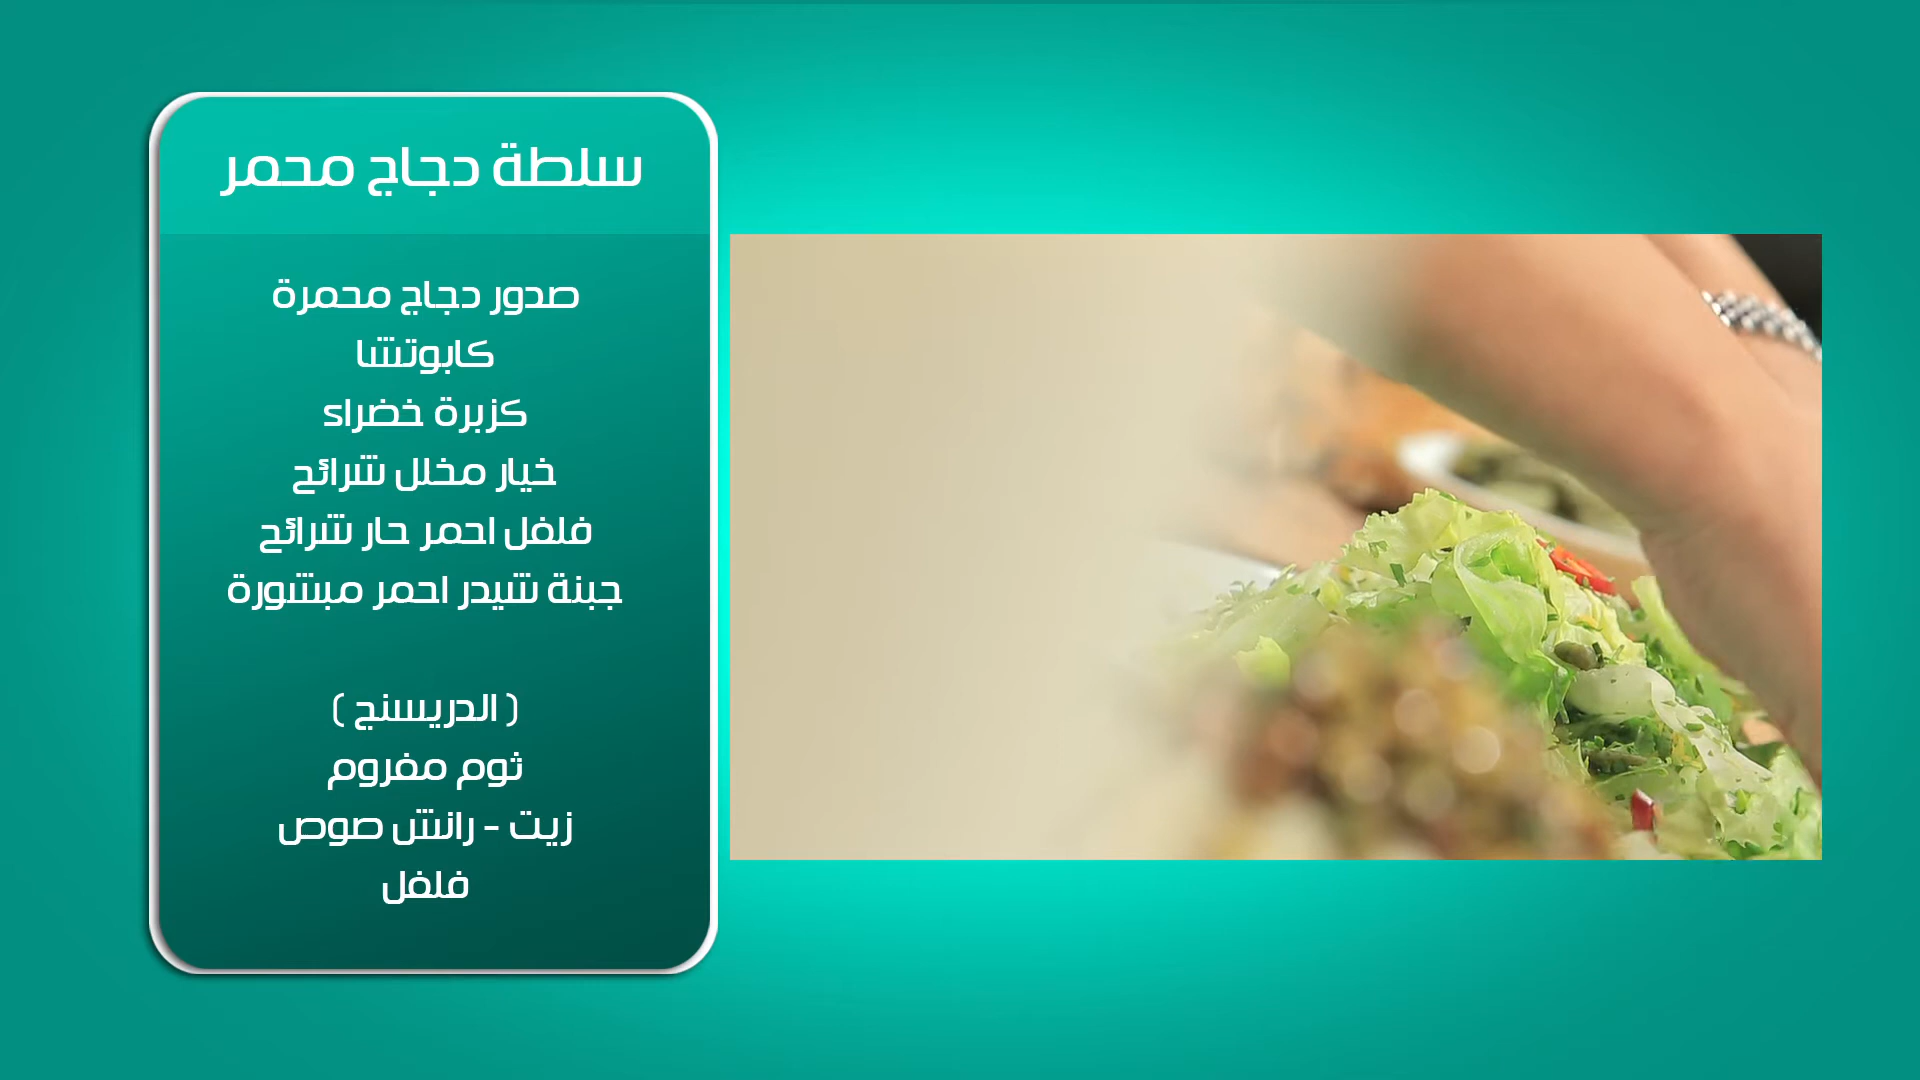 سلطة دجاج محمر
صدور دجاج محمرة
كابوتشا
كزبرة خضراء
خيار مخلل شرائح
فلفل احمر حار شرائح
جبنة شيدر احمر مبشورة
( الدريسنج )
ثوم مفروم
زيت - رانش صوص
فلفل